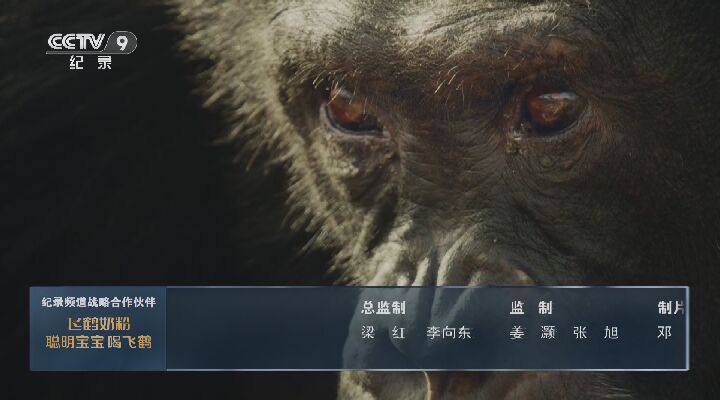 CCTV 9
纪录
纪录频道战略合作伙伴
飞鹤奶粉
聪明宝宝 喝飞鹤
总监制 监 制 制片
梁 红 李向东 姜 灏 张 旭 邓